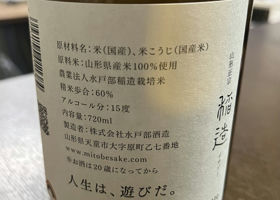 原材料名：米（国産）、米こうじ（国産米）
原料米：山形県産米100％使用
農業法人水戸部稲造栽培米
精米歩合：60％
アルコール分：15度
内容量：720ml
製造者：株式会社水戸部酒造
山形県天童市大字原町乙七番地
www.mitobesake.com
※お酒は20歳になってから
人生は、遊びだ。
山形正宗
稲造